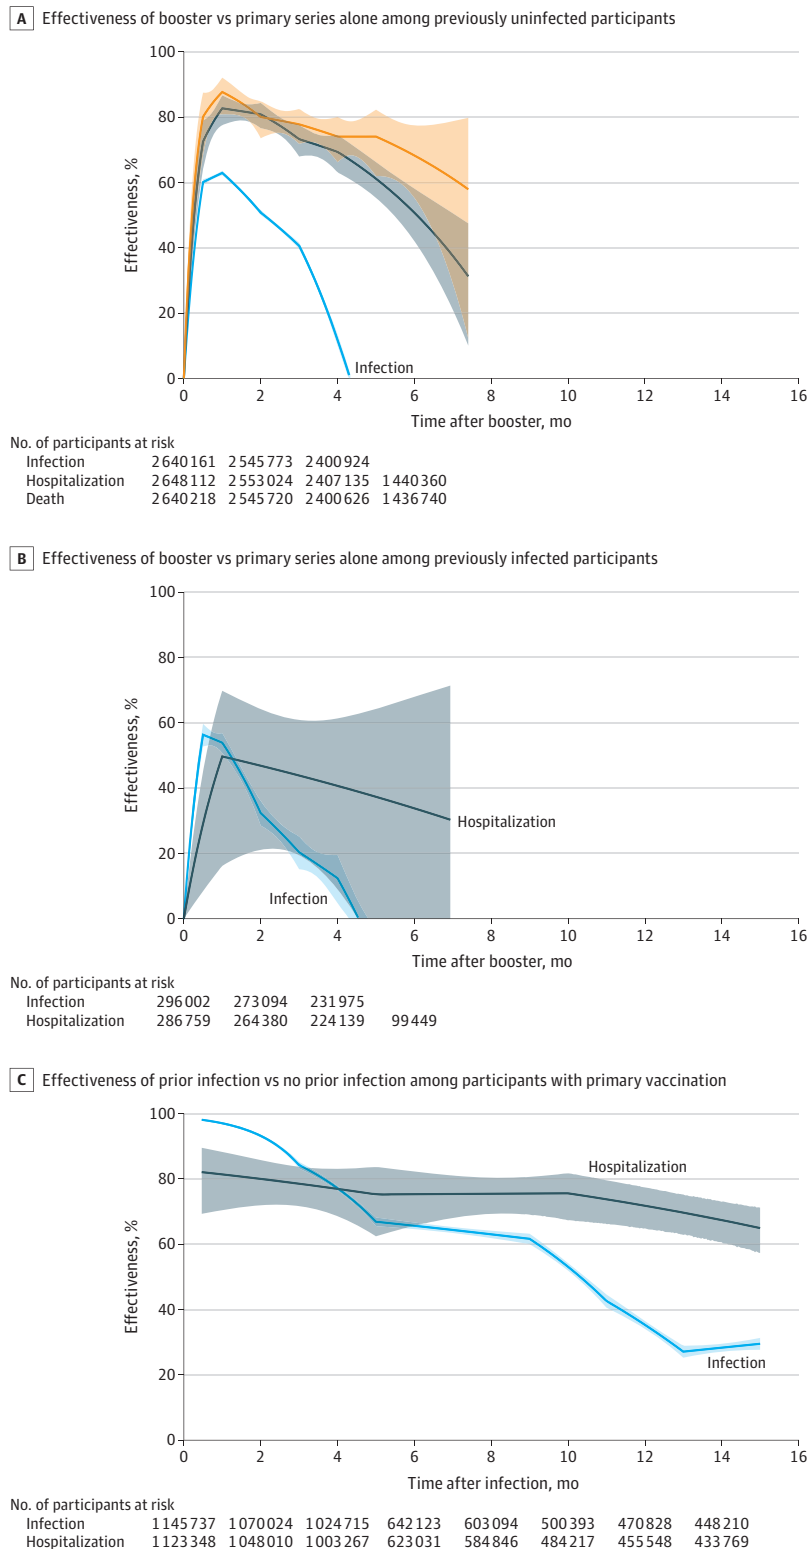 A Effectiveness of booster vs primary series alone among previously uninfected participants
100
80
60
40
20
0
Effectiveness, %
Infection
0 2 4 6 8 10 12 14 16
Time after booster, mo
No. of participants at risk
Infection 2640161 2545773 2400924
Hospitalization 2648112 2553024 2407135 1440360
Death 2640218 2545720 2400626 1436740
B Effectiveness of booster vs primary series alone among previously infected participants
100
80
60
40
20
0
Effectiveness, %
Hospitalization
Infection
0 2 4 6 8 10 12 14 16
Time after booster, mo
No. of participants at risk
Infection 296002 273094 231975
Hospitalization 286759 264380 224139 99449
C Effectiveness of prior infection vs no prior infection among participants with primary vaccination
100
80
60
40
20
0
Effectiveness, %
Hospitalization
Infection
0 2 4 6 8 10 12 14 16
Time after infection, mo
No. of participants at risk
Infection 1145737 1070024 1024715 642123 603094 500393 470828 448210
Hospitalization 1123348 1048010 1003267 623031 584846 484217 455548 433769